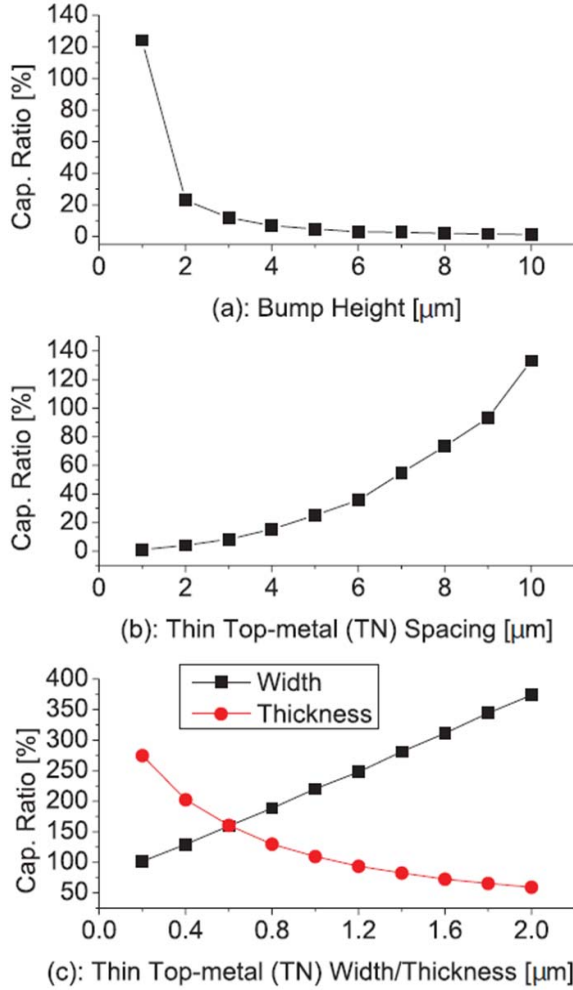 140
120
100
80
60
40
20
0
Cap. Ratio [%]
0 2 4 6 8 10
(a): Bump Height [μm]
140
120
100
80
60
40
20
0
Cap. Ratio [%]
0 2 4 6 8 10
(b): Thin Top-metal (TN) Spacing [μm]
400
350
300
250
200
150
100
50
Cap. Ratio [%]
Width
Thickness
0.0 0.4 0.8 1.2 1.6 2.0
(c): Thin Top-metal (TN) Width/Thickness [μm]